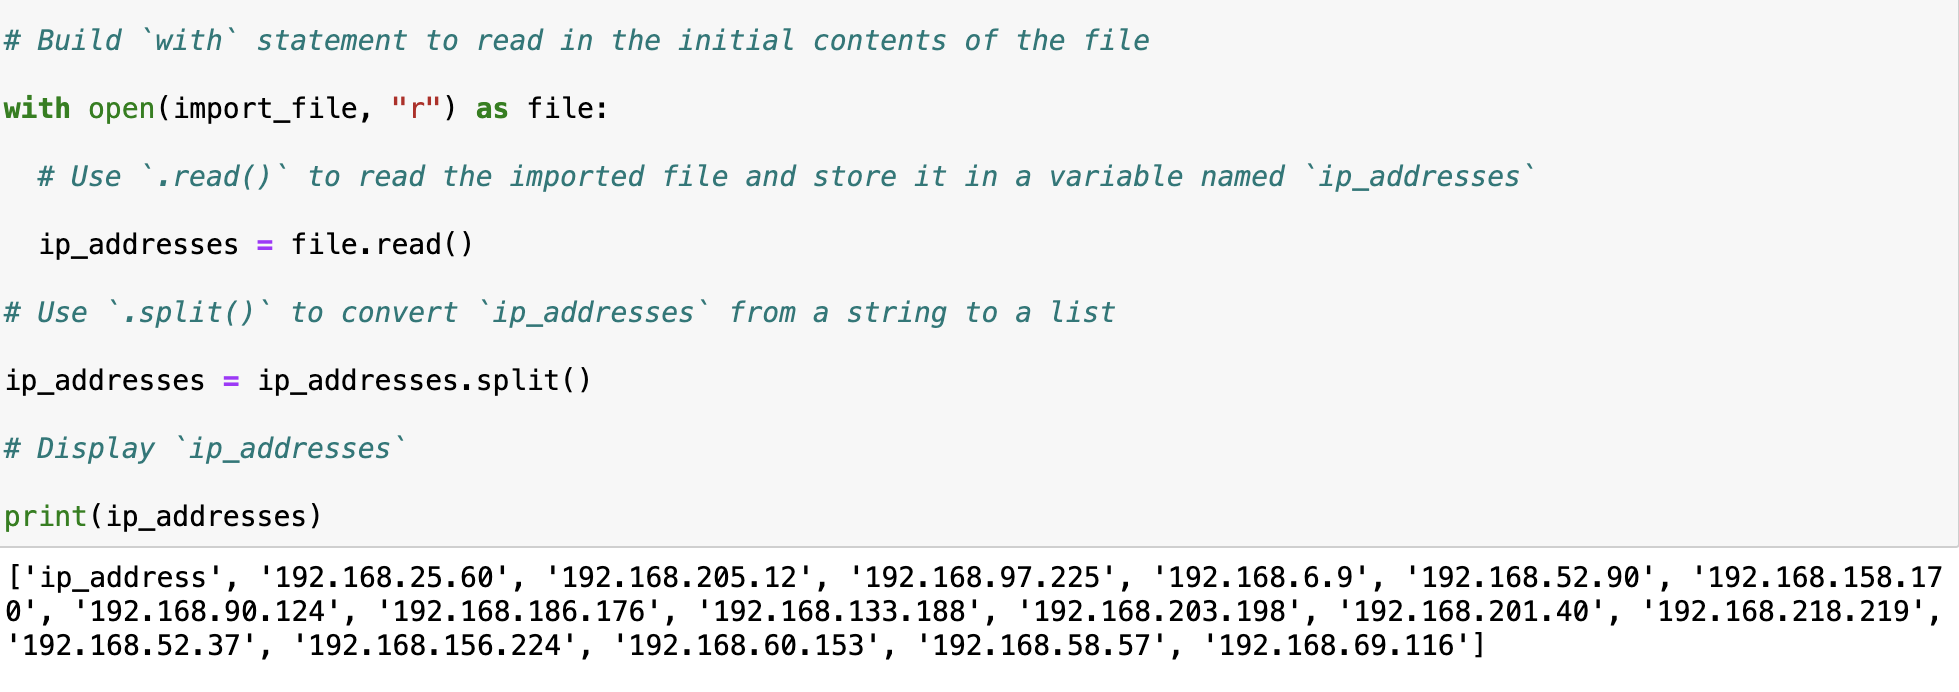 # Build `with` statement to read in the initial contents of the file
with open(import_file, "r") as file:
  # Use `.read()` to read the imported file and store it in a variable named `ip_addresses`
  ip_addresses = file.read()
# Use `.split()` to convert `ip_addresses` from a string to a list
ip_addresses = ip_addresses.split()
# Display `ip_addresses`
print(ip_addresses)
['ip_address', '192.168.25.60', '192.168.205.12', '192.168.97.225', '192.168.6.9', '192.168.52.90', '192.168.158.17
0', '192.168.90.124', '192.168.186.176', '192.168.133.188', '192.168.203.198', '192.168.201.40', '192.168.218.219',
'192.168.52.37', '192.168.156.224', '192.168.60.153', '192.168.58.57', '192.168.69.116']